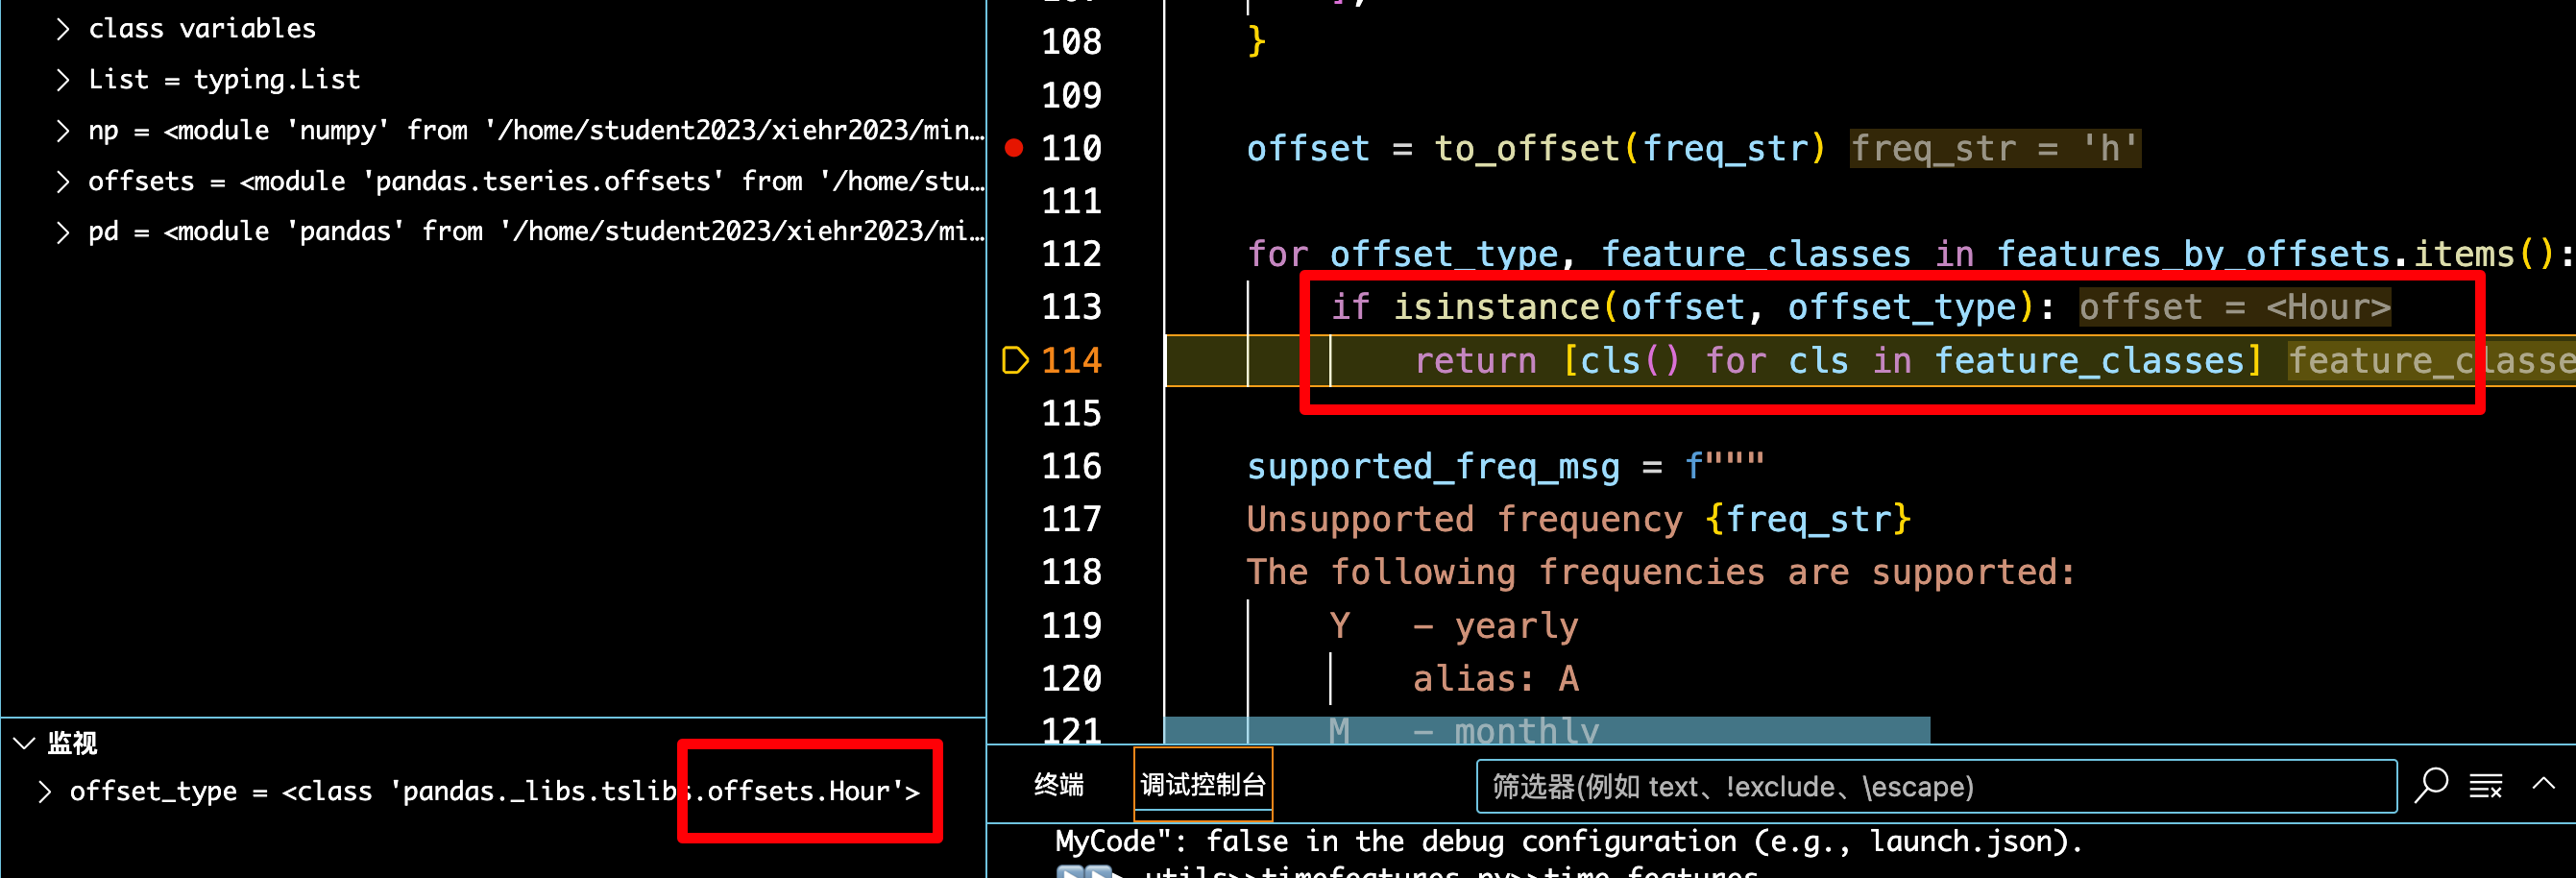 class variables
List = typing.List
np = <module 'numpy' from '/home/student2023/xiehr2023/min…
offsets = <module 'pandas.tseries.offsets' from '/home/stu…
pd = <module 'pandas' from '/home/student2023/xiehr2023/mi…
监视
offset_type = <class 'pandas._libs.tslibs.offsets.Hour'>
108 }
109
110 offset = to_offset(freq_str) freq_str = 'h'
111
112 for offset_type, feature_classes in features_by_offsets.items():
113 if isinstance(offset, offset_type): offset = <Hour>
114 return [cls() for cls in feature_classes] feature_classe
115
116 supported_freq_msg = f"""
117 Unsupported frequency {freq_str}
118 The following frequencies are supported:
119 Y – yearly
120 alias: A
121 M – monthly
终端 调试控制台 筛选器(例如 text、!exclude、\escape)
MyCode": false in the debug configuration (e.g., launch.json).
utils>>timefeatures.py>>time_features